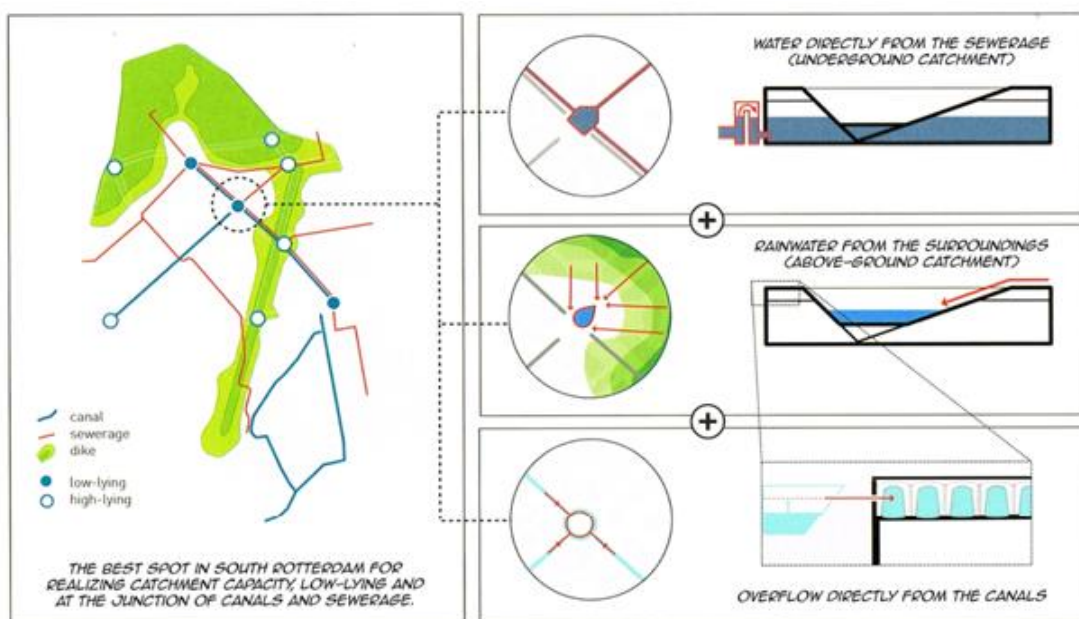 canal
sewerage
dike
low-lying
high-lying
THE BEST SPOT IN SOUTH ROTTERDAM FOR
REALIZING CATCHMENT CAPACITY, LOW-LYING AND
AT THE JUNCTION OF CANALS AND SEWERAGE.
WATER DIRECTLY FROM THE SEWERAGE
(UNDERGROUND CATCHMENT)
+
RAINWATER FROM THE SURROUNDINGS
(ABOVE-GROUND CATCHMENT)
+
OVERFLOW DIRECTLY FROM THE CANALS